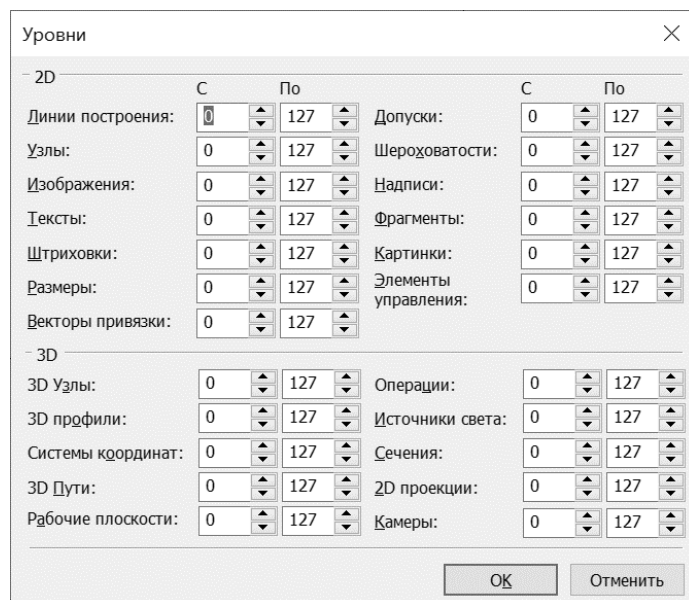 Уровни
2D
С По С По
Линии построения: 0 127 Допуски: 0 127
Узлы: 0 127 Шероховатости: 0 127
Изображения: 0 127 Надписи: 0 127
Тексты: 0 127 Фрагменты: 0 127
Штриховки: 0 127 Картинки: 0 127
Размеры: 0 127 Элементы управления: 0 127
Векторы привязки: 0 127
3D
3D Узлы: 0 127 Операции: 0 127
3D профили: 0 127 Источники света: 0 127
Системы координат: 0 127 Сечения: 0 127
3D Пути: 0 127 2D проекции: 0 127
Рабочие плоскости: 0 127 Камеры: 0 127
OK Отменить